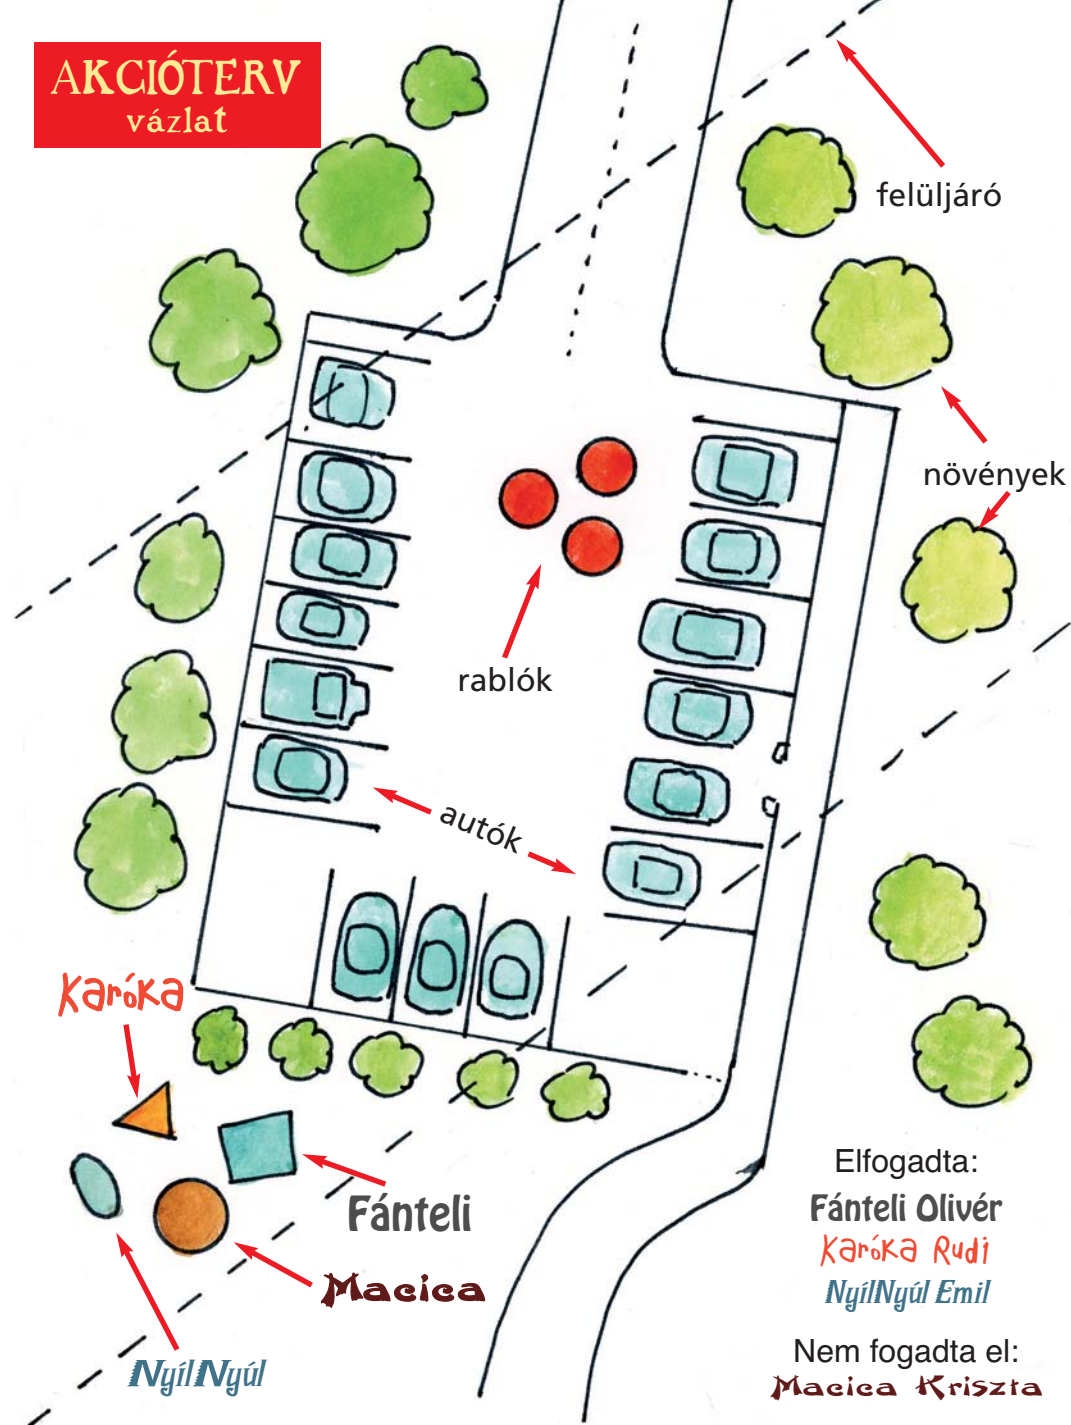 AKCIÓTERV
vázlat
felüljáró
növények
rablók
autók
Karóka
Fánteli
Macica
NyílNyúl
Elfogadta:
Fánteli Olivér
Karóka Rudi
NyílNyúl Emil
Nem fogadta el:
Macica Kriszta